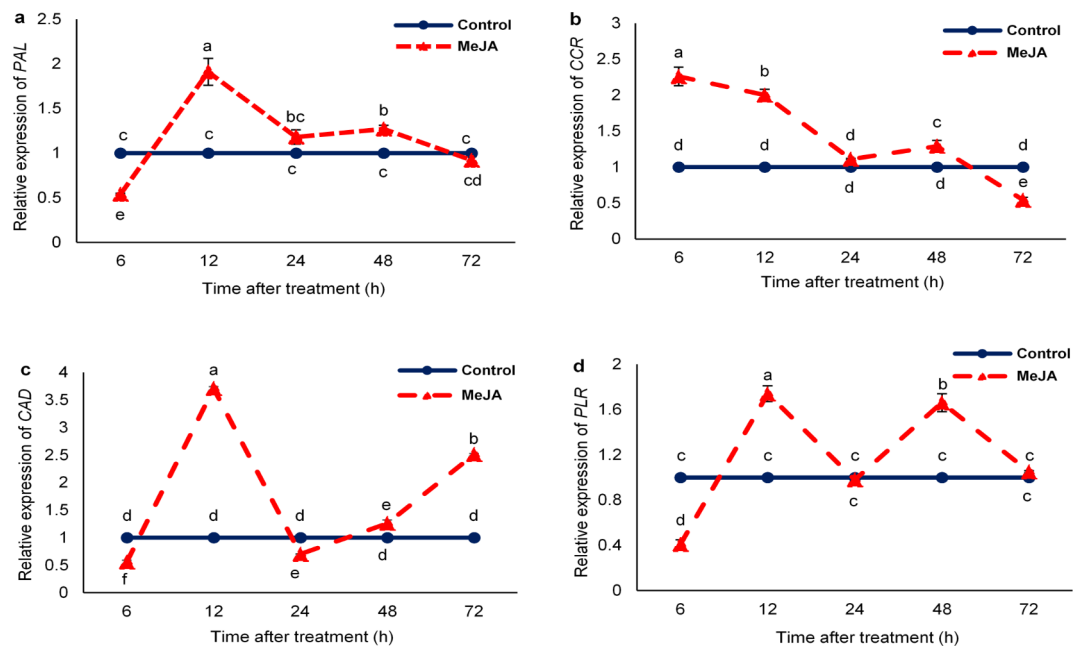 a
Relative expression of PAL
2.5
2
1.5
1
0.5
0
Control
MeJA
a
bc
b
c
c
c
c
c
cd
e
6 12 24 48 72
Time after treatment (h)
b
Relative expression of CCR
3
2.5
2
1.5
1
0.5
0
Control
MeJA
a
b
c
d
d
d
d
d
d
e
6 12 24 48 72
Time after treatment (h)
c
Relative expression of CAD
4
3.5
3
2.5
2
1.5
1
0.5
0
Control
MeJA
a
b
e
d
d
d
d
d
e
f
6 12 24 48 72
Time after treatment (h)
d
Relative expression of PLR
2
1.6
1.2
0.8
0.4
0
Control
MeJA
a
b
c
c
c
c
c
c
c
d
6 12 24 48 72
Time after treatment (h)